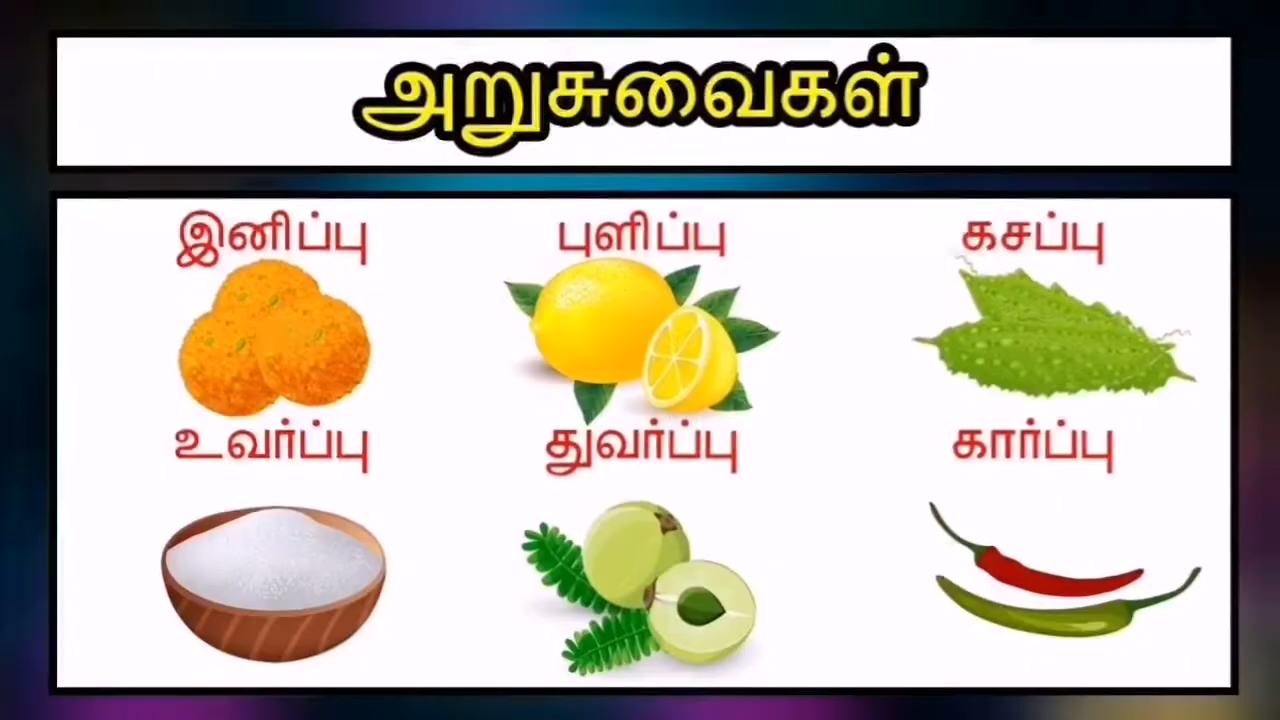 அறுசுவைகள்
இனிப்பு புளிப்பு கசப்பு
உவர்ப்பு துவர்ப்பு கார்ப்பு